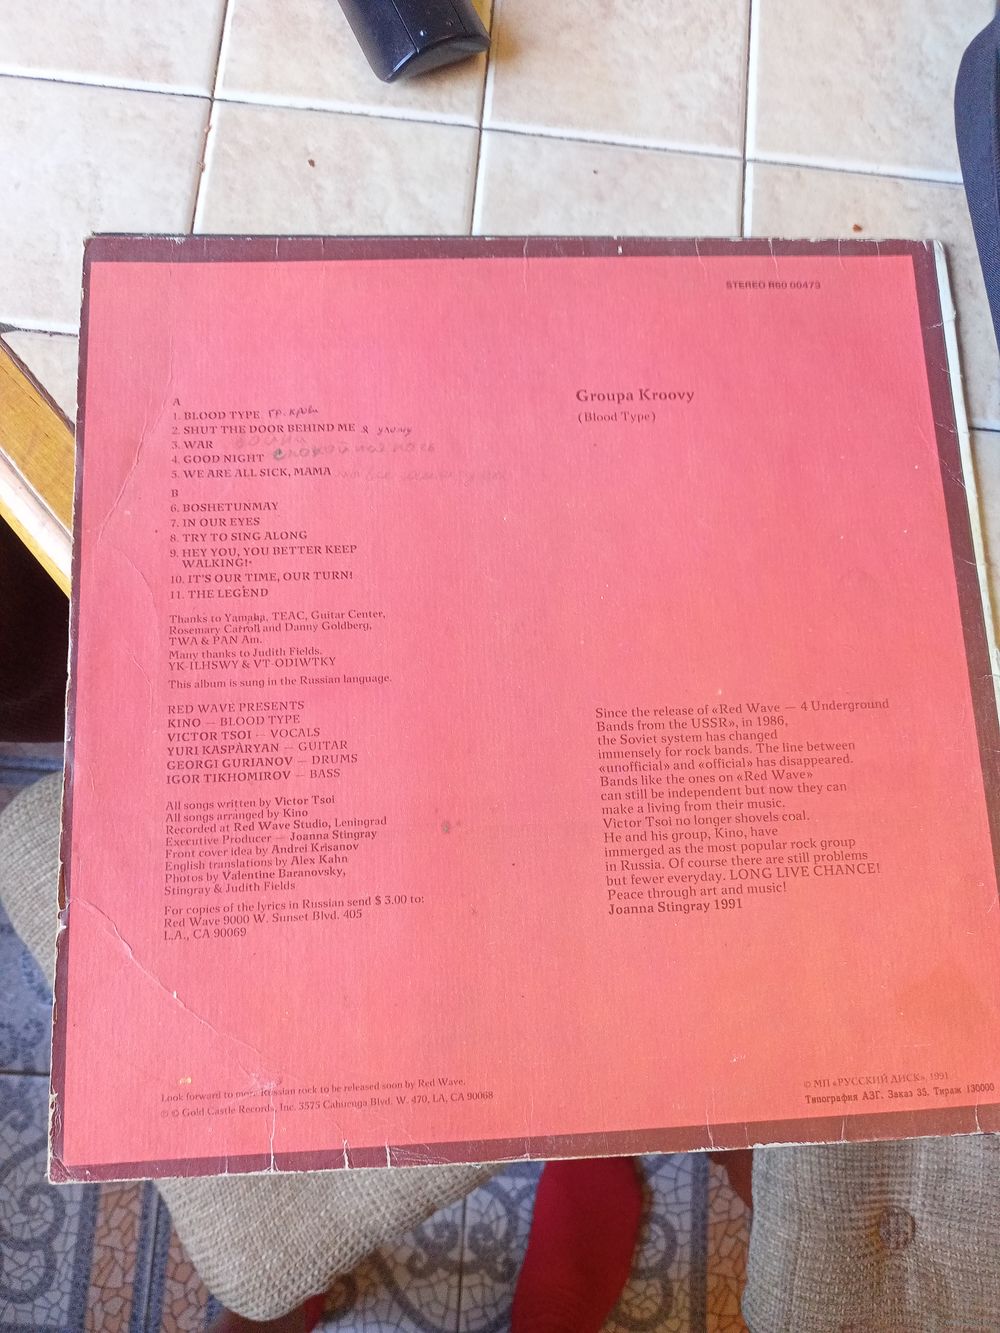 STEREO R60 00473
A
1. BLOOD TYPE гр. крови
2. SHUT THE DOOR BEHIND ME я ухожу
3. WAR война
4. GOOD NIGHT спокойная ночь
5. WE ARE ALL SICK, MAMA
B
6. BOSHETUNMAY
7. IN OUR EYES
8. TRY TO SING ALONG
9. HEY YOU, YOU BETTER KEEP
WALKING!
10. IT'S OUR TIME, OUR TURN!
11. THE LEGEND
Thanks to Yamaha, TEAC, Guitar Center,
Rosemary Carroll and Danny Goldberg,
TWA & PAN Am.
Many thanks to Judith Fields.
YK-ILHSWY & VT-ODIWTKY
This album is sung in the Russian language.
RED WAVE PRESENTS
KINO — BLOOD TYPE
VICTOR TSOI — VOCALS
YURI KASPARYAN — GUITAR
GEORGI GURIANOV — DRUMS
IGOR TIKHOMIROV — BASS
All songs written by Victor Tsoi
All songs arranged by Kino
Recorded at Red Wave Studio, Leningrad
Executive Producer — Joanna Stingray
Front cover idea by Andrei Krisanov
English translations by Alex Kahn
Photos by Valentine Baranovsky,
Stingray & Judith Fields
For copies of the lyrics in Russian send $ 3.00 to:
Red Wave 9000 W. Sunset Blvd. 405
L.A., CA 90069
Groupa Kroovy
(Blood Type)
Since the release of «Red Wave — 4 Underground
Bands from the USSR», in 1986,
the Soviet system has changed
immensely for rock bands. The line between
«unofficial» and «official» has disappeared.
Bands like the ones on «Red Wave»
can still be independent but now they can
make a living from their music.
Victor Tsoi no longer shovels coal.
He and his group, Kino, have
immerged as the most popular rock group
in Russia. Of course there are still problems
but fewer everyday. LONG LIVE CHANCE!
Peace through art and music!
Joanna Stingray 1991
Look forward to more Russian rock to be released soon by Red Wave.
℗ © Gold Castle Records, Inc. 3575 Cahuenga Blvd. W. 470, LA, CA 90068
© МП «РУССКИЙ ДИСК», 1991
Типография АЗГ. Заказ 35. Тираж 130000